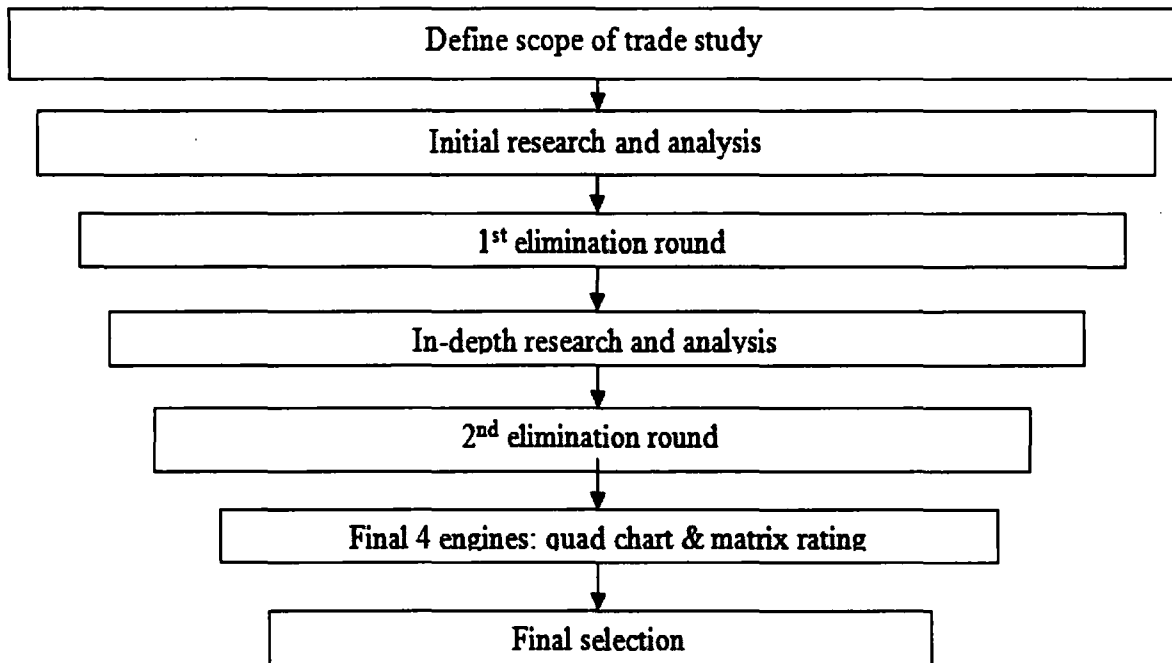 Define scope of trade study
Initial research and analysis
1st elimination round
In-depth research and analysis
2nd elimination round
Final 4 engines: quad chart & matrix rating
Final selection